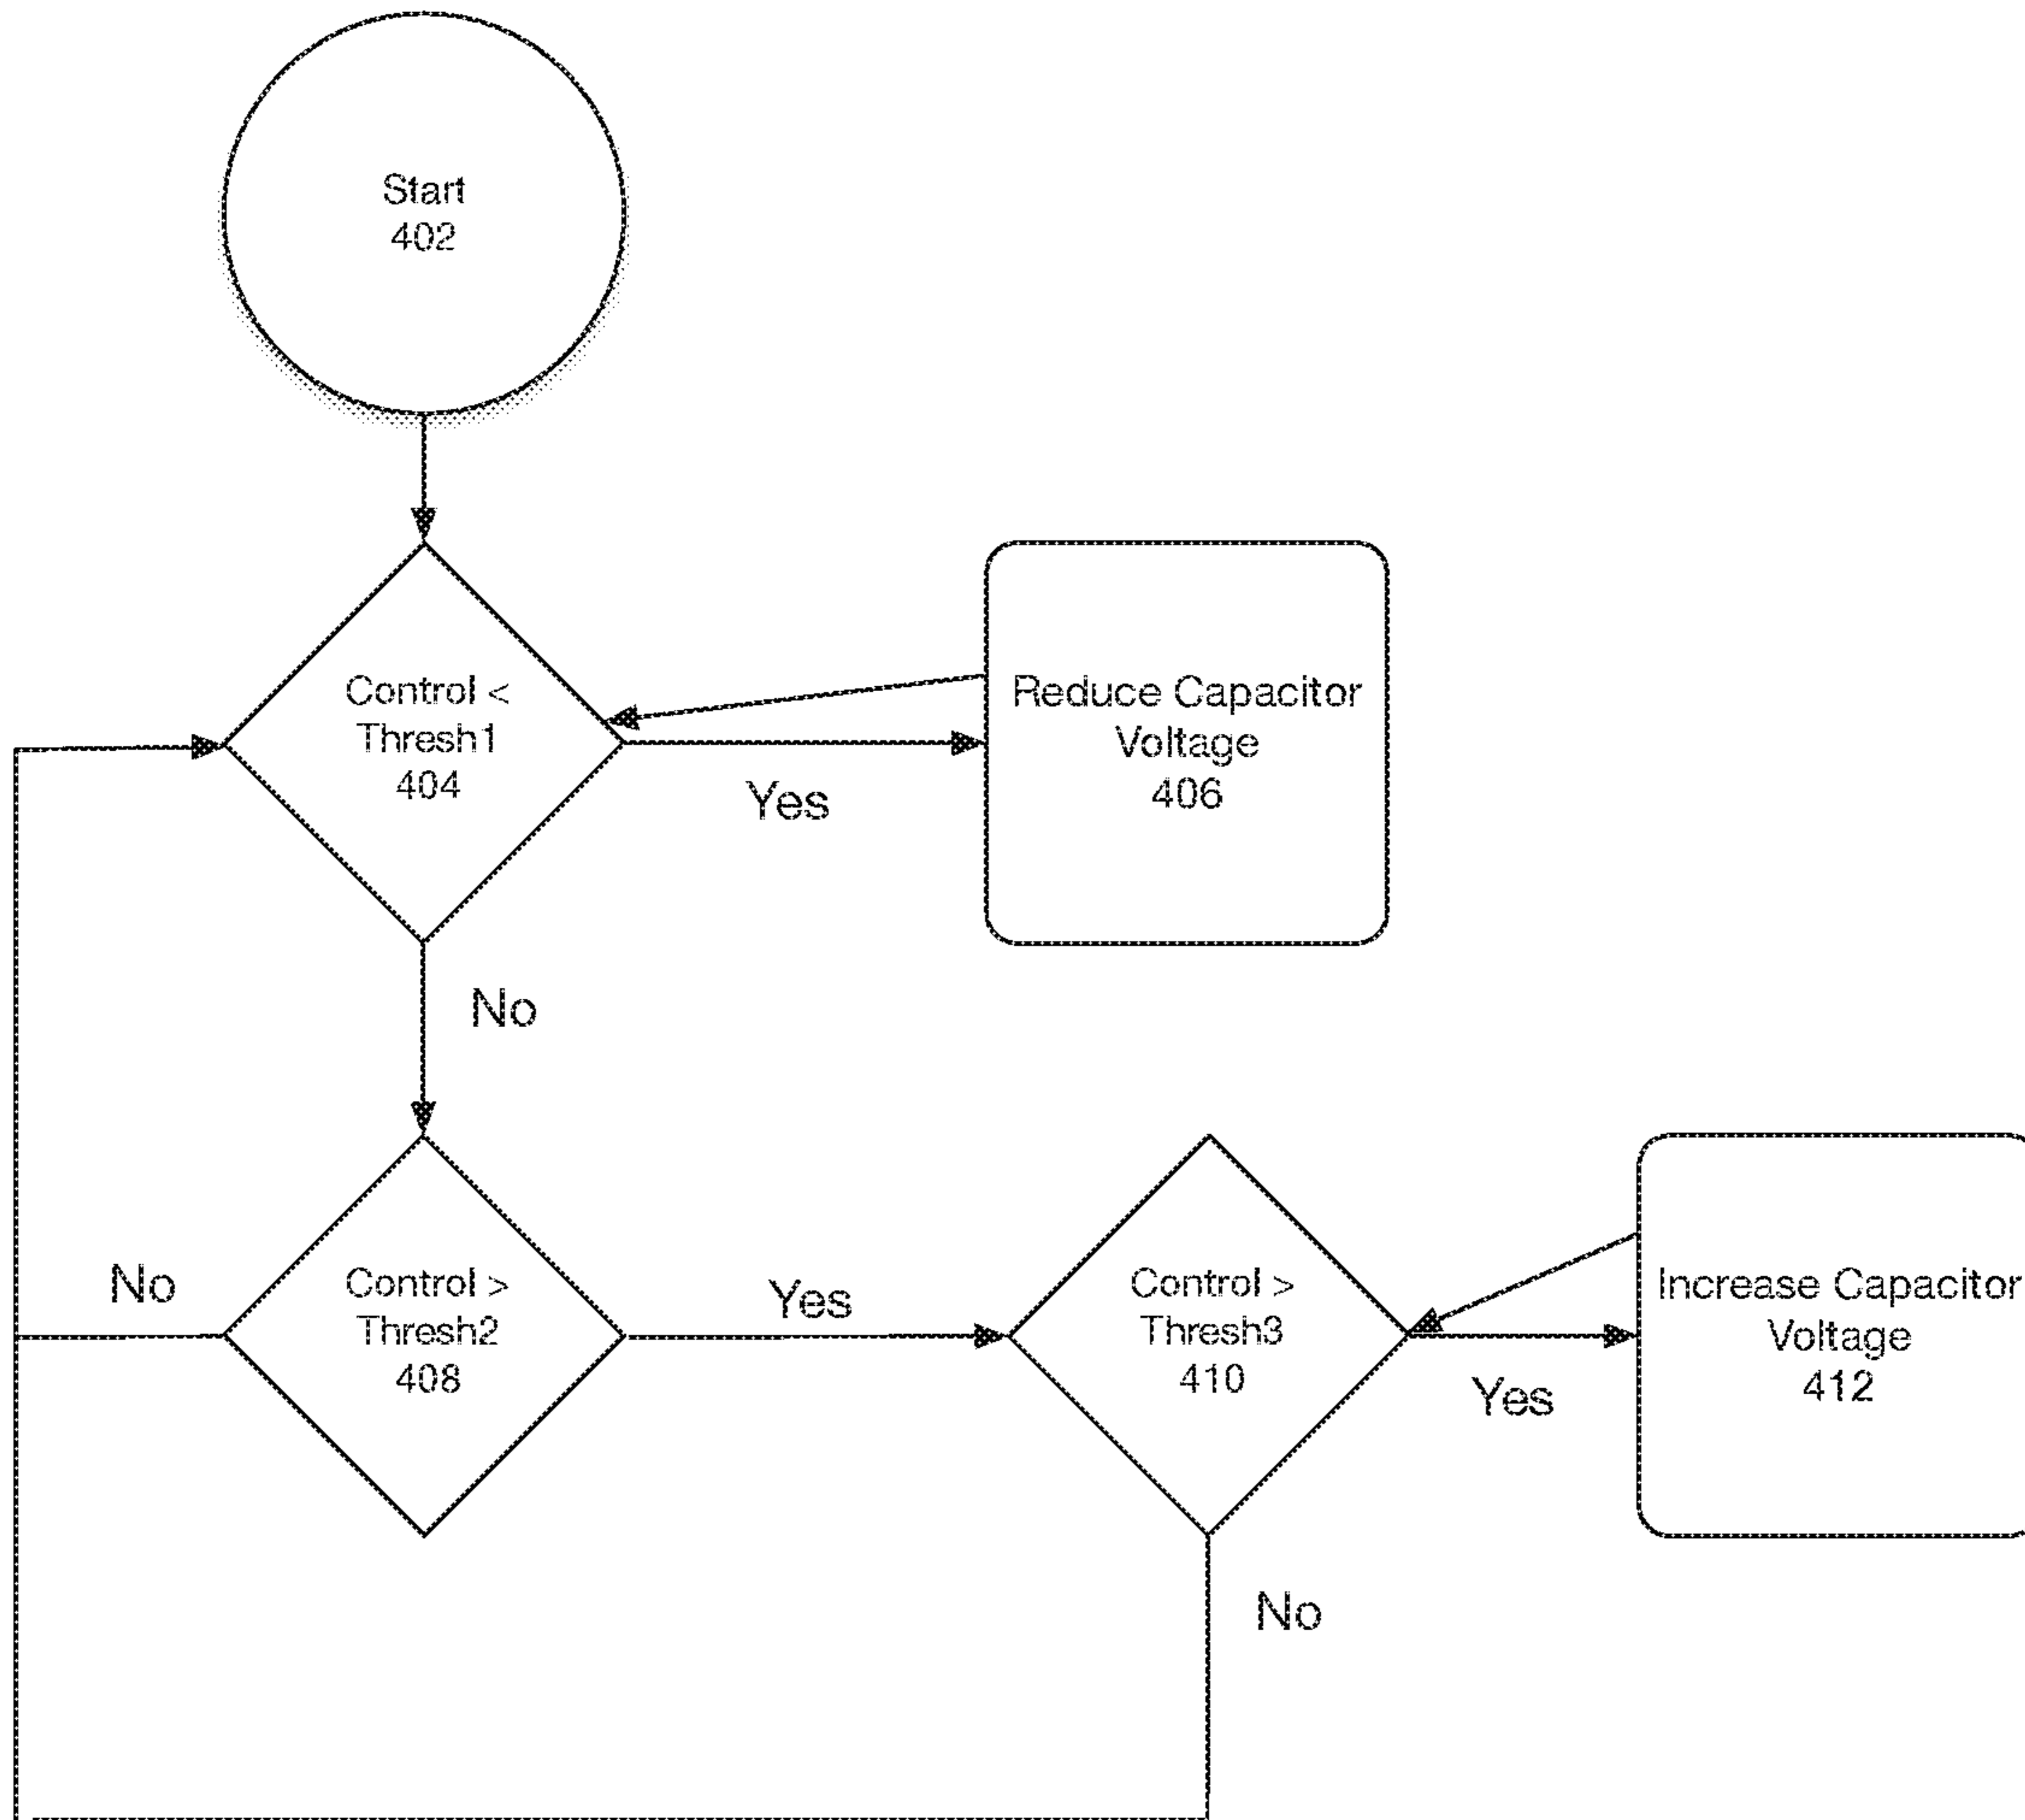 Start
402
Control <
Thresh1
404
Reduce Capacitor
Voltage
406
Yes
No
Control >
Thresh2
408
No
Yes
Control >
Thresh3
410
Yes
Increase Capacitor
Voltage
412
No